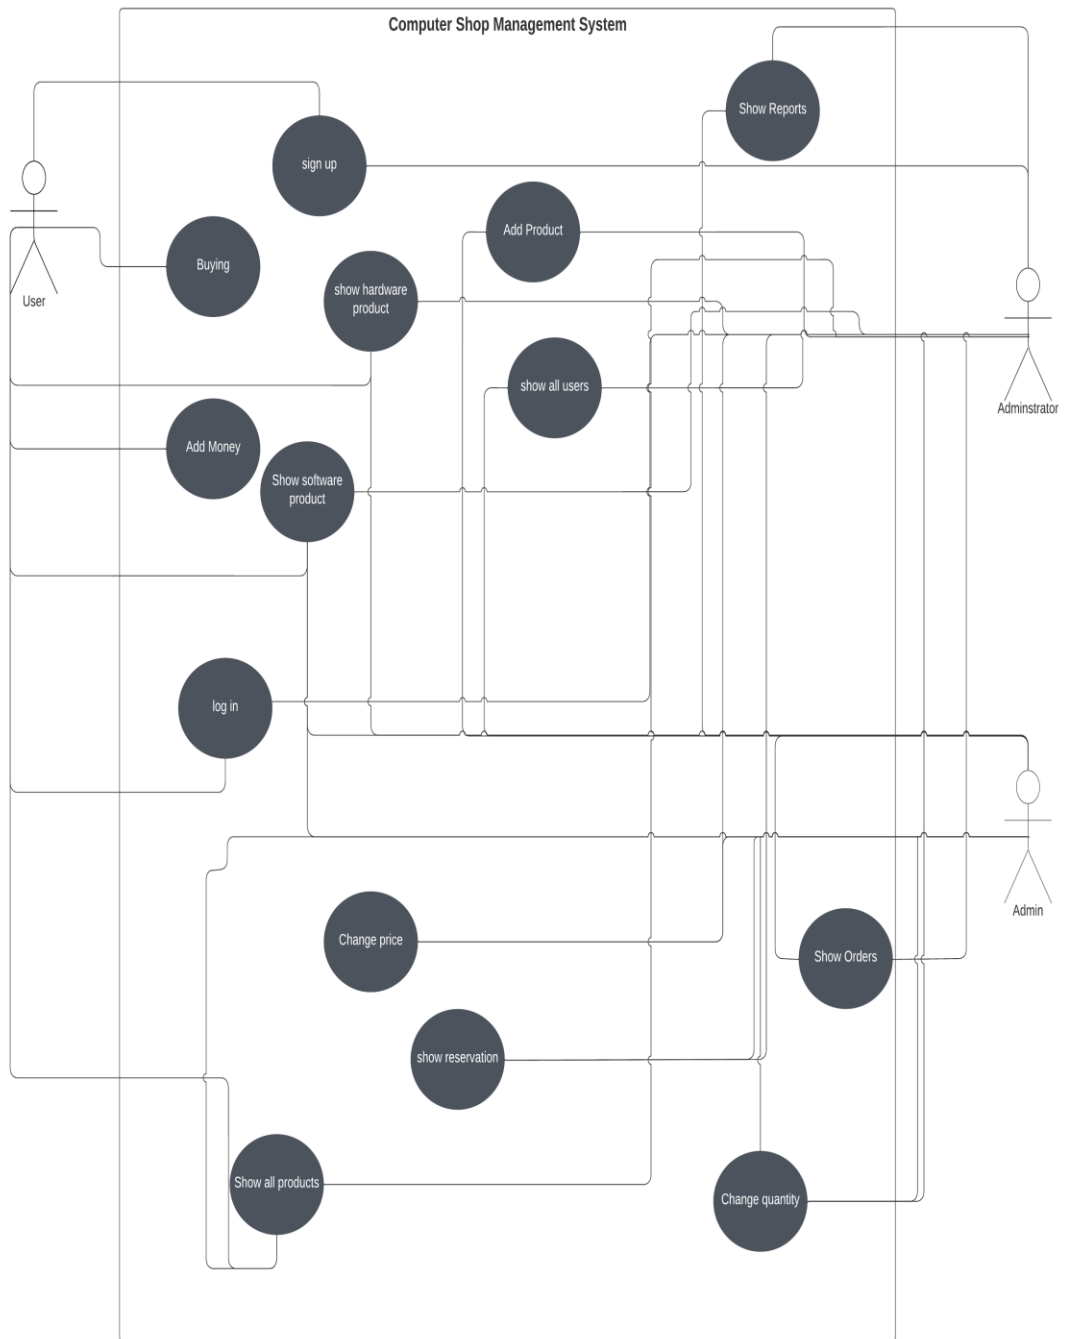 Computer Shop Management System
Show Reports
sign up
Add Product
Buying
show hardware
product
User
Adminstrator
show all users
Add Money
Show software
product
log in
Admin
Change price
Show Orders
show reservation
Show all products
Change quantity